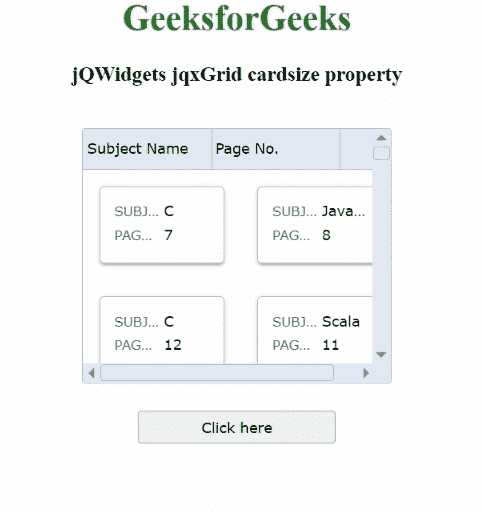 GeeksforGeeks
jQWidgets jqxGrid cardsize property
Subject Name Page No.
SUBJ... C SUBJ... Java...
PAG... 7 PAG... 8
SUBJ... C SUBJ... Scala
PAG... 12 PAG... 11
Click here